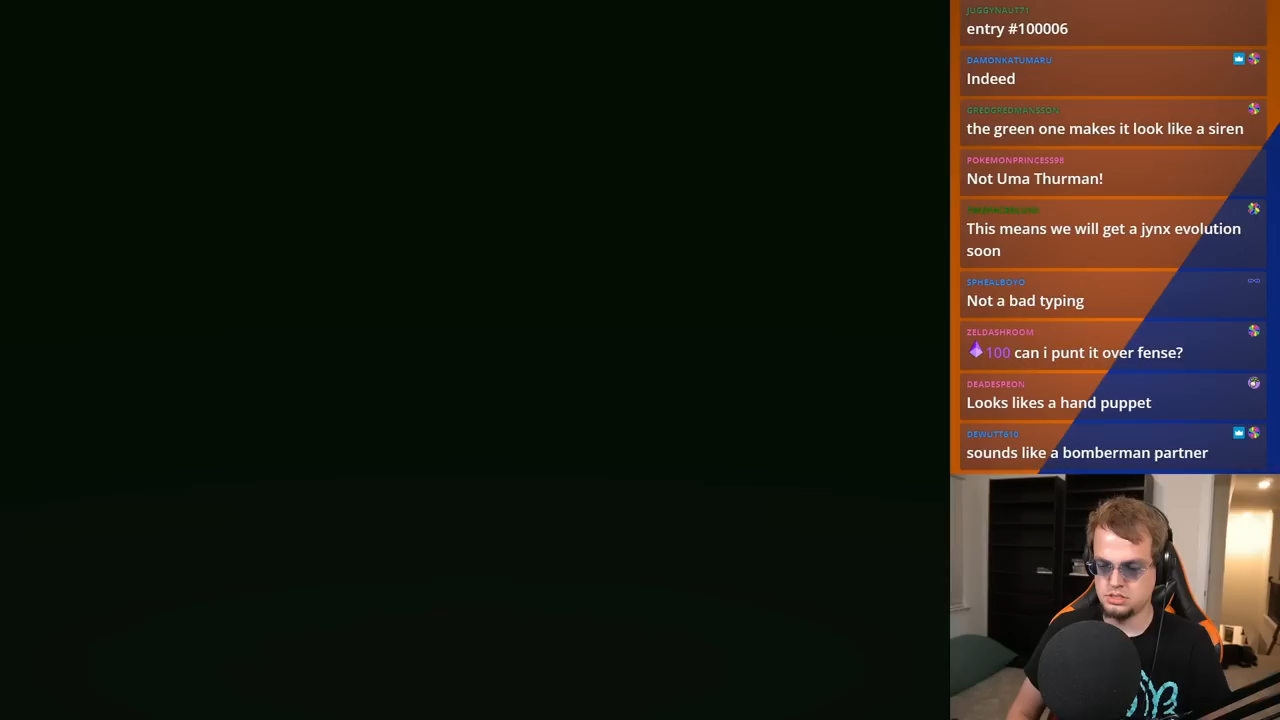 JUGGYNAUT71
entry #100006
DAMONKATUMARU
Indeed
GREDGREDMANSSON
the green one makes it look like a siren
POKEMONPRINCESS98
Not Uma Thurman!
This means we will get a jynx evolution
soon
SPHEALBOYO
Not a bad typing
ZELDASHROOM
100 can i punt it over fense?
DEADESPEON
Looks likes a hand puppet
DEWUTT610
sounds like a bomberman partner